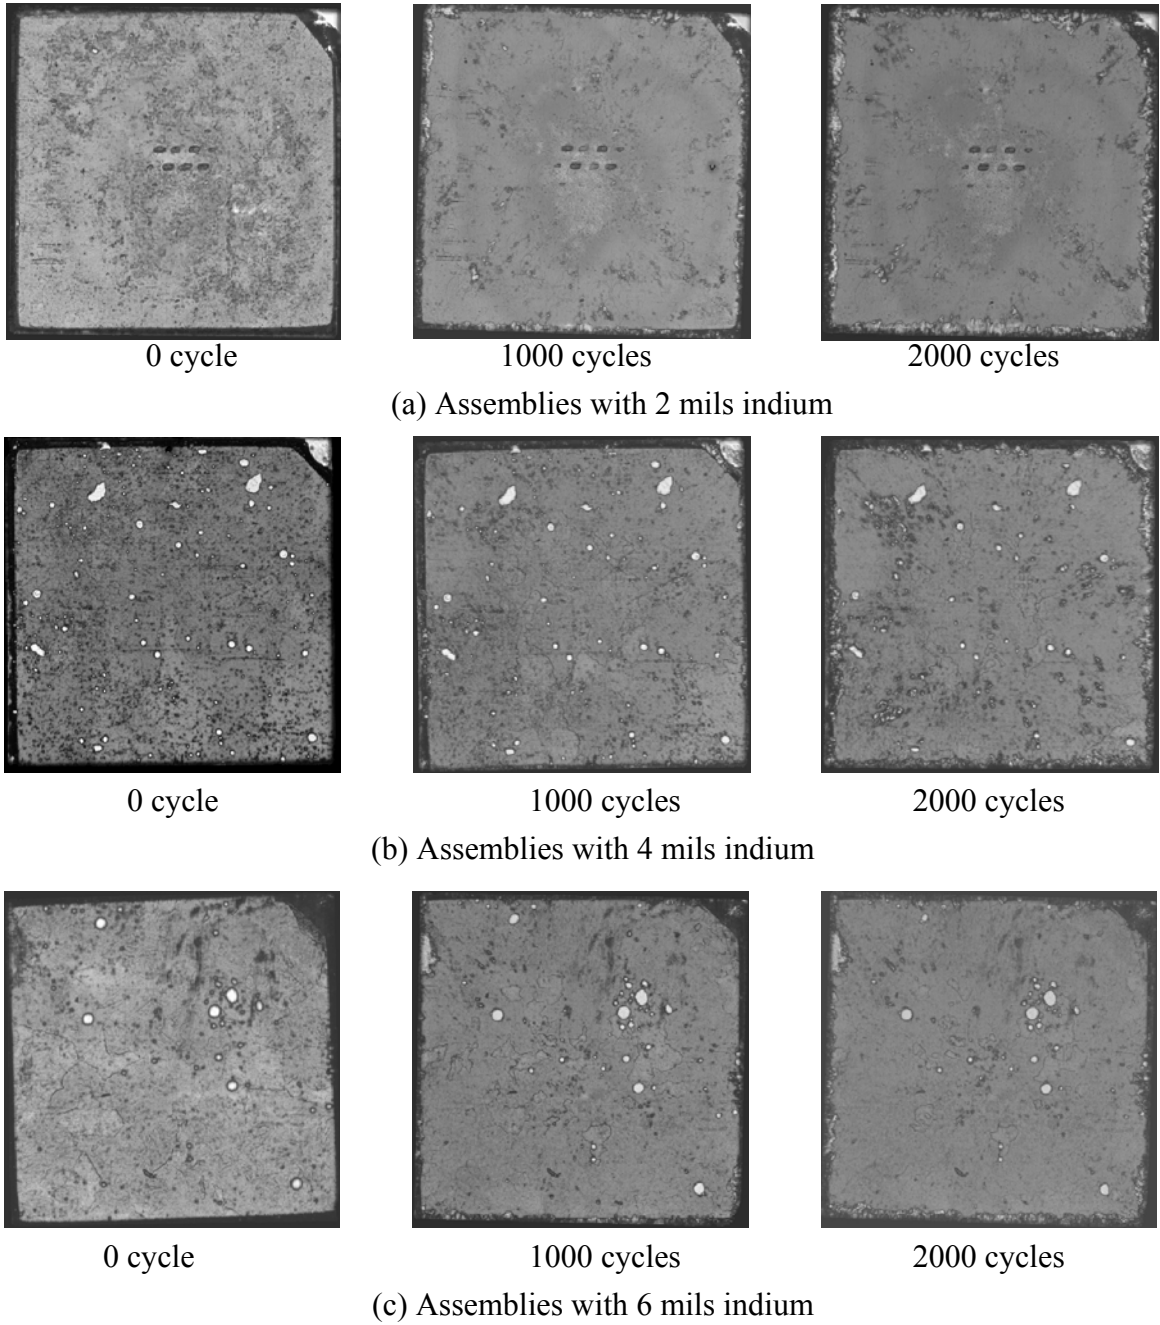 0 cycle
1000 cycles
2000 cycles
(a) Assemblies with 2 mils indium
0 cycle
1000 cycles
2000 cycles
(b) Assemblies with 4 mils indium
0 cycle
1000 cycles
2000 cycles
(c) Assemblies with 6 mils indium